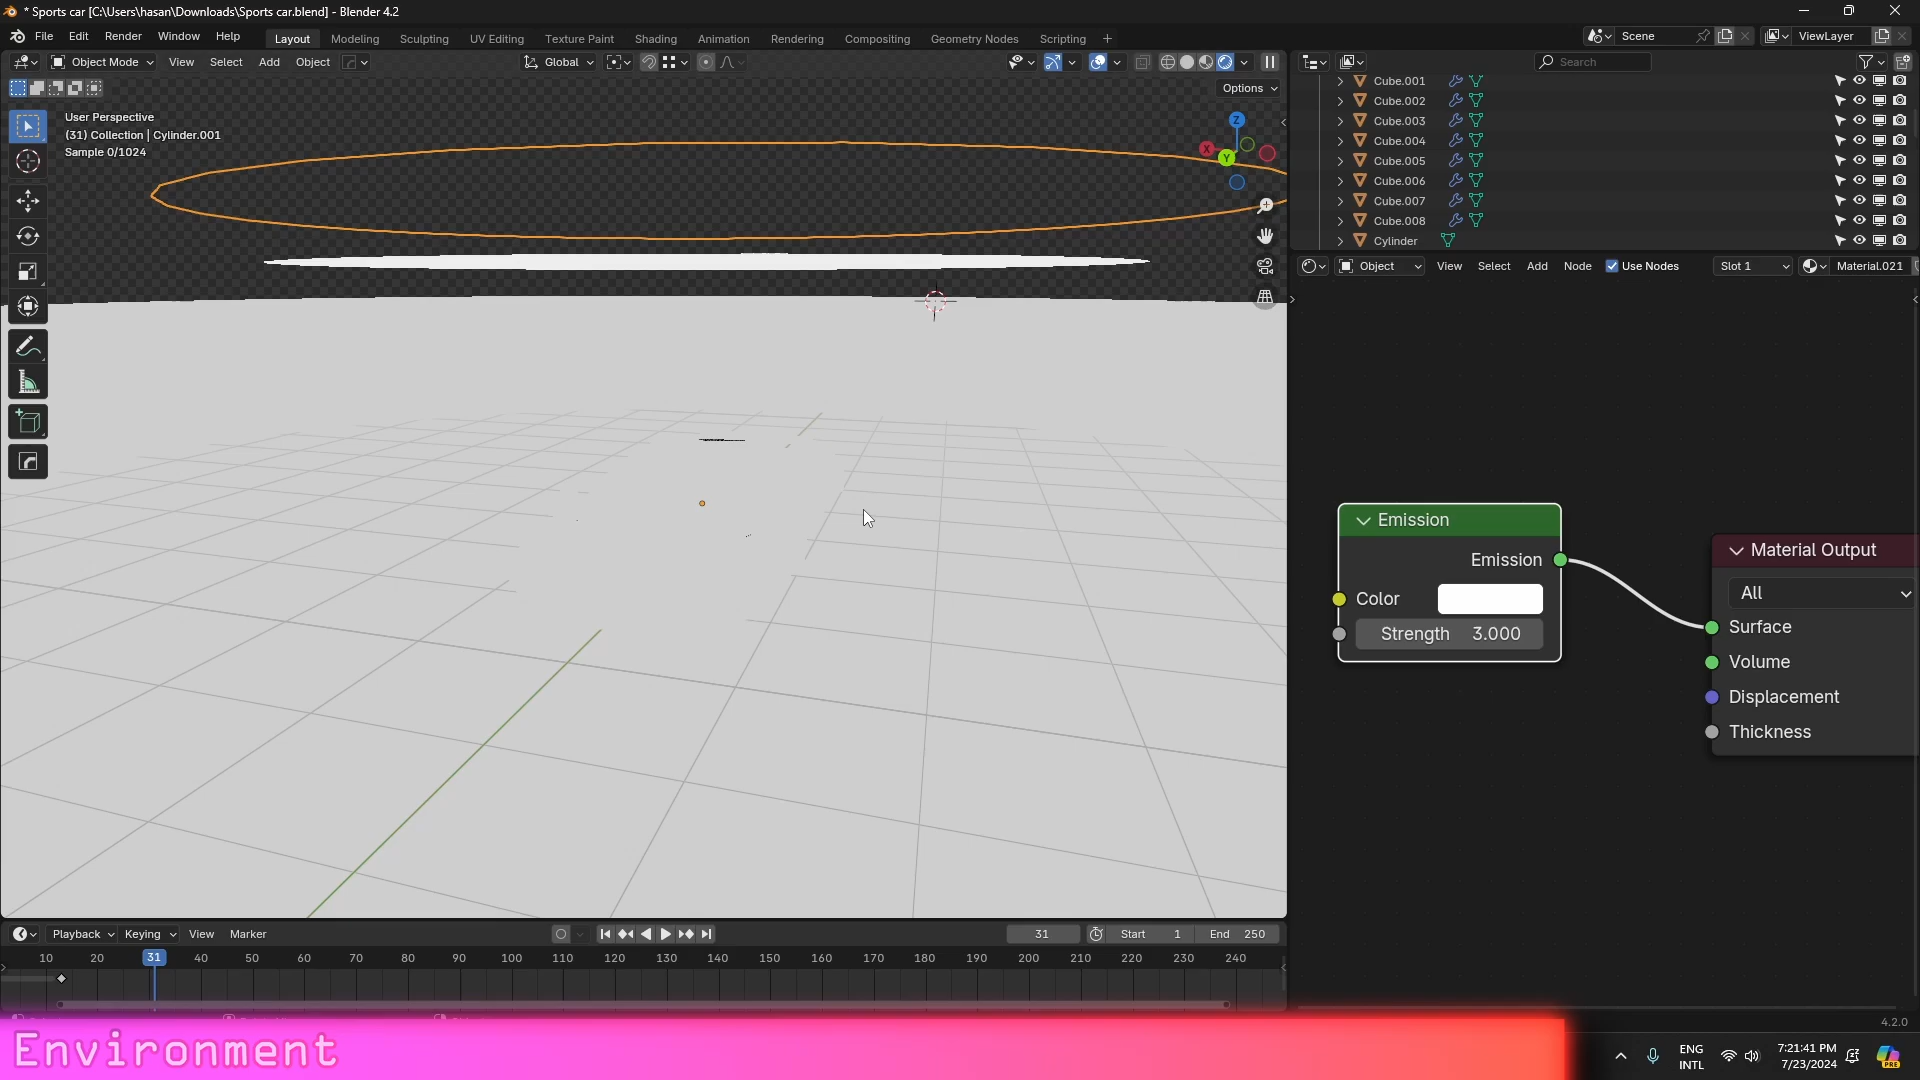 * Sports car [C:\Users\hasan\Downloads\Sports car.blend] - Blender 4.2
File Edit Render Window Help
Layout Modeling Sculpting UV Editing Texture Paint Shading Animation Rendering Compositing Geometry Nodes Scripting +
Scene ViewLayer
Object Mode View Select Add Object Global
Search
Options
User Perspective
(31) Collection | Cylinder.001
Sample 0/1024
Z
X
Y
Cube.001
Cube.002
Cube.003
Cube.004
Cube.005
Cube.006
Cube.007
Cube.008
Cylinder
Object View Select Add Node Use Nodes Slot 1 Material.021
Emission
Emission
Color
Strength 3.000
Material Output
All
Surface
Volume
Displacement
Thickness
Playback Keying View Marker 31 Start 1 End 250
10 20 31 40 50 60 70 80 90 100 110 120 130 140 150 160 170 180 190 200 210 220 230 240
4.2.0
Environment
ENG
INTL
7:21:41 PM
7/23/2024
PRE